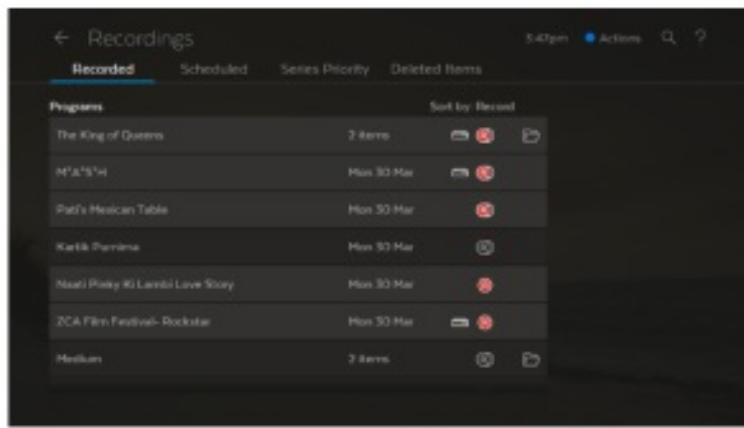 ← Recordings 3:47pm Actions ?
Recorded Scheduled Series Priority Deleted Items
Programs Sort by: Record
The King of Queens 2 items
M*A*S*H Mon 30 Mar
Pati's Mexican Table Mon 30 Mar
Kartik Purnima Mon 30 Mar
Naati Pinky Ki Lambi Love Story Mon 30 Mar
ZCA Film Festival- Rockstar Mon 30 Mar
Medium 2 items